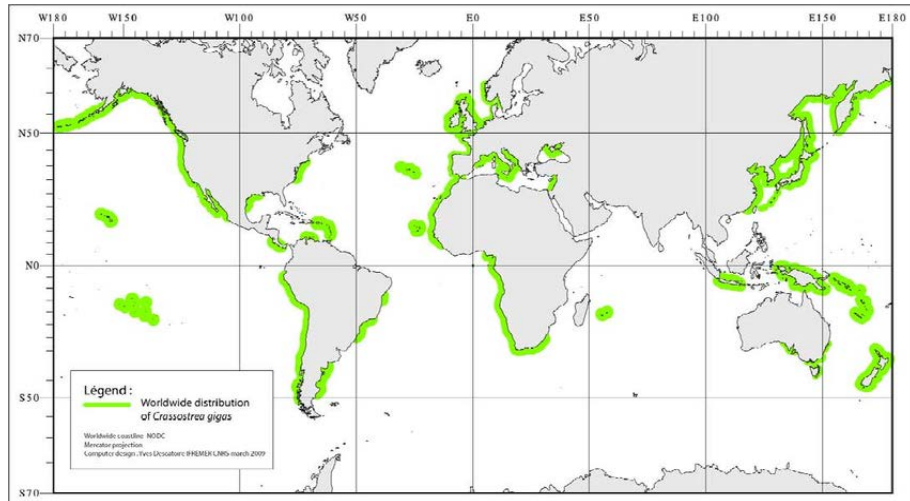 W180 W150 W100 W50 E0 E50 E100 E150 E180
N70
N50
N0
S50
S70
Légend :
Worldwide distribution
of Crassostrea gigas
Worldwide coastline NODC
Mercator projection
Computer design : Yves Descatoire IFREMER CNRS march 2009